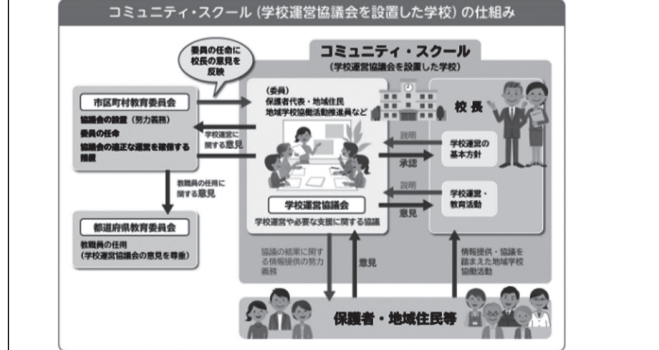 コミュニティ・スクール(学校運営協議会を設置した学校)の仕組み
委員の任命に
校長の意見を
反映
コミュニティ・スクール
(学校運営協議会を設置した学校)
市区町村教育委員会
協議会の設置(努力義務)
委員の任命
協議会の適正な運営を確保する
措置
学校運営に
関する意見
(委員)
保護者代表・地域住民
地域学校協働活動推進員など
校長
説明
承認
学校運営の
基本方針
説明
意見
学校運営・
教育活動
学校運営協議会
学校運営や必要な支援に関する協議
教職員の任用に
関する意見
都道府県教育委員会
教職員の任用
(学校運営協議会の意見を尊重)
協議の結果に関す
る情報提供の努力
義務
意見
情報提供・協議を
踏まえた地域学校
協働活動
保護者・地域住民等